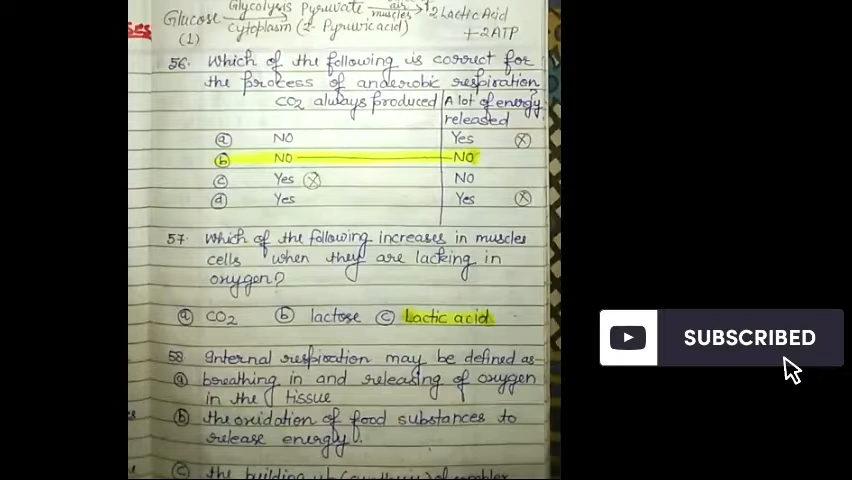 Glucose Glycolysis Pyruvate muscles 2 Lactic Acid
(1) cytoplasm (2- Pyruvic acid) +2ATP
56. Which of the following is correct for
the process of anaerobic respiration?
CO2 always produced A lot of energy
released
(a) NO Yes
(b) NO NO
(c) Yes NO
(d) Yes Yes
57. Which of the following increases in muscles
cells when they are lacking in
oxygen?
(a) CO2 (b) lactose (c) Lactic acid
58 Internal respiration may be defined as-
(a) breathing in and releasing of oxygen
in the tissue
(b) the oxidation of food substances to
release energy.
(c) the building up
SUBSCRIBED